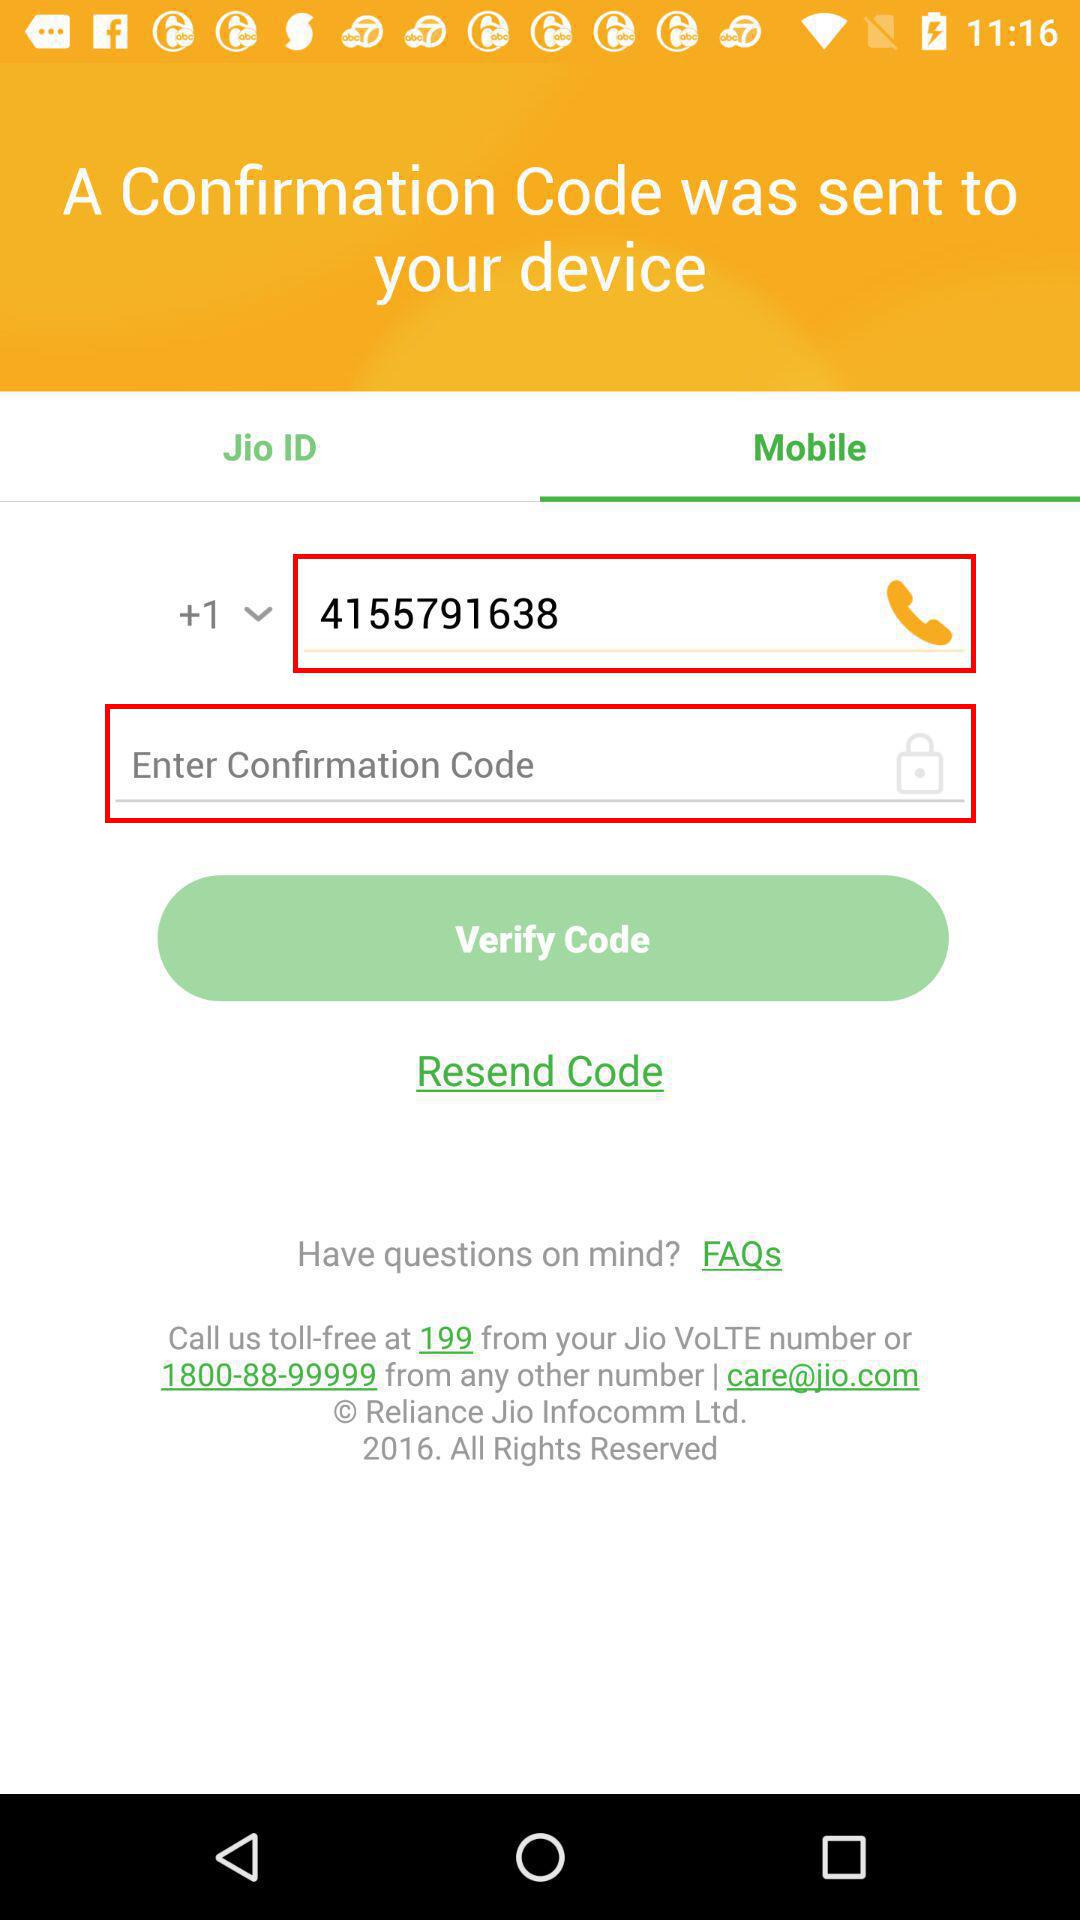 11:16
A Confirmation Code was sent to
your device
Jio ID
Mobile
+1
4155791638
Enter Confirmation Code
Verify Code
Resend Code
Have questions on mind? FAQs
Call us toll-free at 199 from your Jio VoLTE number or
1800-88-99999 from any other number | care@jio.com
© Reliance Jio Infocomm Ltd.
2016. All Rights Reserved